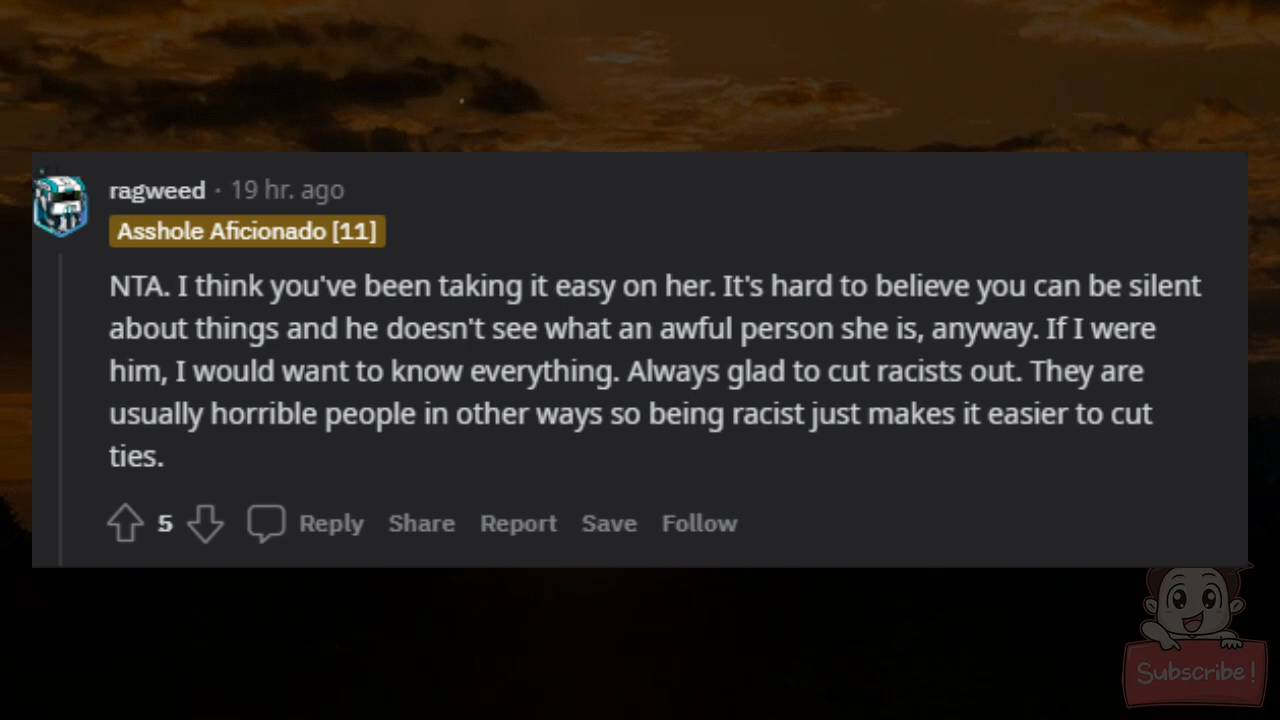 ragweed · 19 hr. ago
Asshole Aficionado [11]
NTA. I think you've been taking it easy on her. It's hard to believe you can be silent
about things and he doesn't see what an awful person she is, anyway. If I were
him, I would want to know everything. Always glad to cut racists out. They are
usually horrible people in other ways so being racist just makes it easier to cut
ties.
5 Reply Share Report Save Follow
Subscribe!